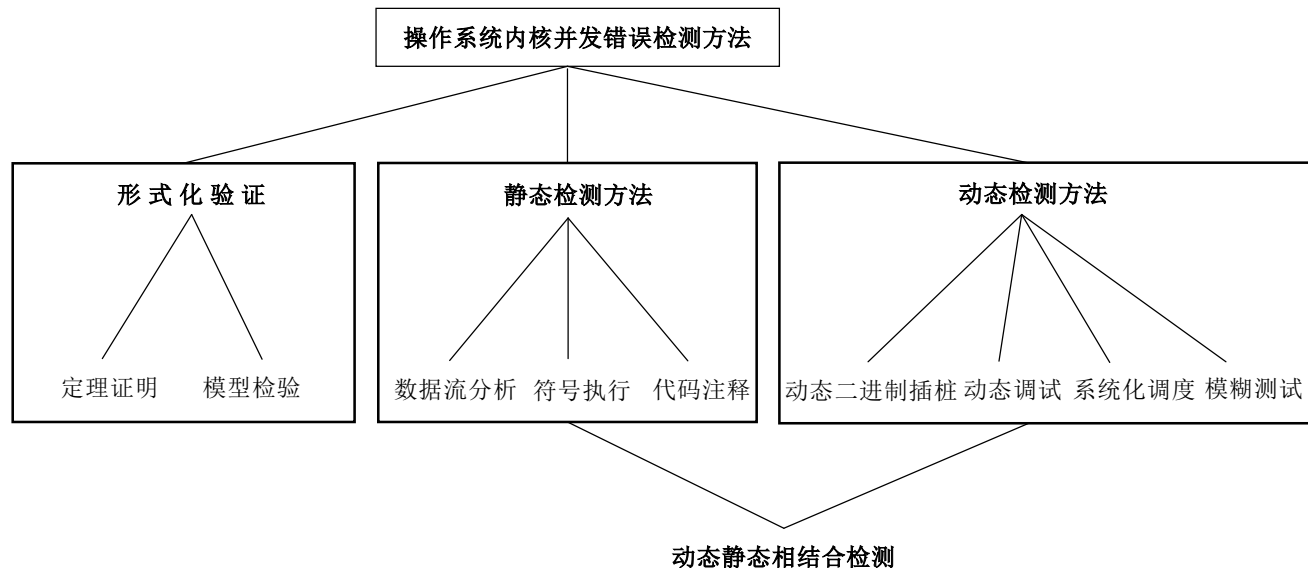 操作系统内核并发错误检测方法
形式化验证
静态检测方法
动态检测方法
定理证明 模型检验
数据流分析 符号执行 代码注释
动态二进制插桩 动态调试 系统化调度 模糊测试
动态静态相结合检测